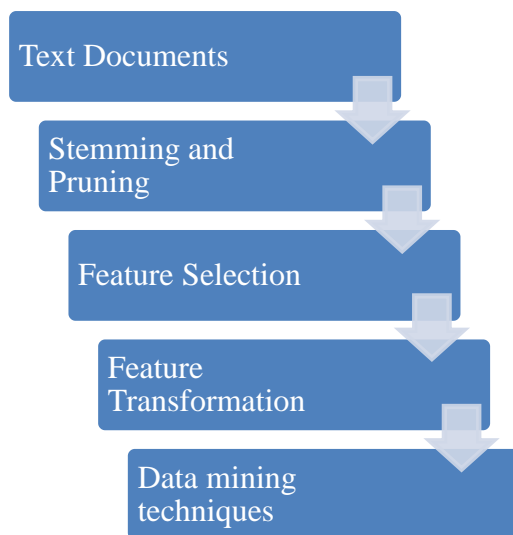 Text Documents
Stemming and
Pruning
Feature Selection
Feature
Transformation
Data mining
techniques